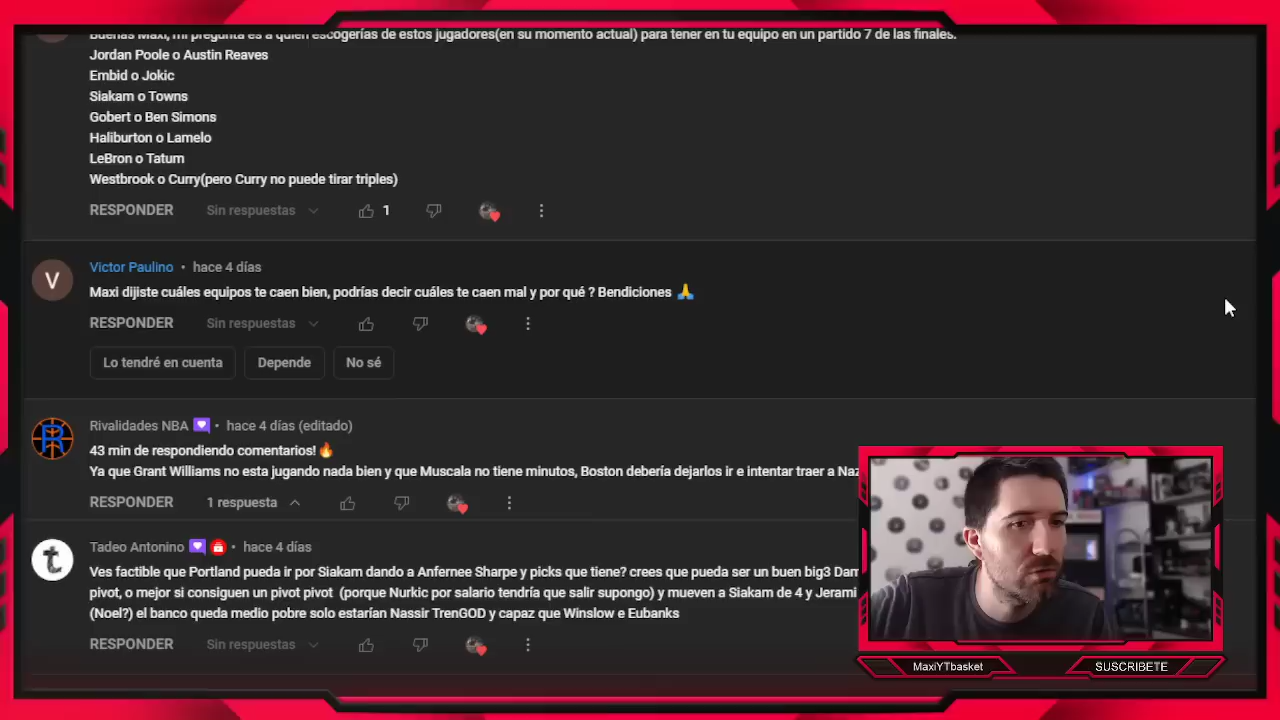 Buenas Maxi, mi pregunta es a quien escogerías de estos jugadores(en su momento actual) para tener en tu equipo en un partido 7 de las finales.
Jordan Poole o Austin Reaves
Embid o Jokic
Siakam o Towns
Gobert o Ben Simons
Haliburton o Lamelo
LeBron o Tatum
Westbrook o Curry(pero Curry no puede tirar triples)
RESPONDER Sin respuestas 1
V
Victor Paulino • hace 4 días
Maxi dijiste cuáles equipos te caen bien, podrías decir cuáles te caen mal y por qué ? Bendiciones 🙏
RESPONDER Sin respuestas
Lo tendré en cuenta Depende No sé
R
Rivalidades NBA • hace 4 días (editado)
43 min de respondiendo comentarios! 🔥
Ya que Grant Williams no esta jugando nada bien y que Muscala no tiene minutos, Boston debería dejarlos ir e intentar traer a Naz
RESPONDER 1 respuesta
t
Tadeo Antonino • hace 4 días
Ves factible que Portland pueda ir por Siakam dando a Anfernee Sharpe y picks que tiene? crees que pueda ser un buen big3 Dam
pivot, o mejor si consiguen un pivot pivot (porque Nurkic por salario tendría que salir supongo) y mueven a Siakam de 4 y Jerami
(Noel?) el banco queda medio pobre solo estarían Nassir TrenGOD y capaz que Winslow e Eubanks
RESPONDER Sin respuestas
MaxiYTbasket SUSCRIBETE